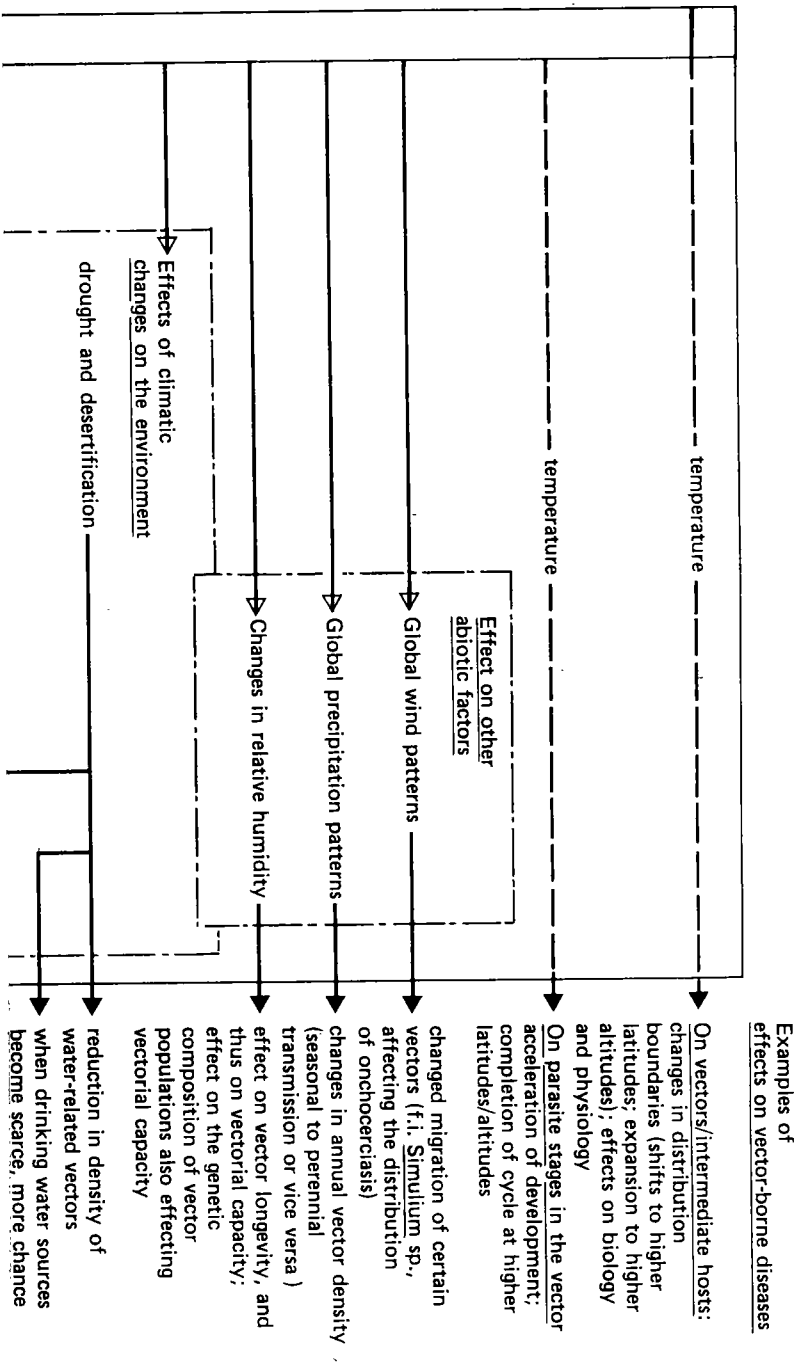 Examples of
effects on vector-borne diseases
temperature
On vectors/intermediate hosts:
changes in distribution
boundaries (shifts to higher
latitudes; expansion to higher
altitudes); effects on biology
and physiology
temperature
On parasite stages in the vector
acceleration of development;
completion of cycle at higher
latitudes/altitudes
Effect on other
abiotic factors
Global wind patterns
changed migration of certain
vectors (f.i. Simulium sp.,
affecting the distribution
of onchocerciasis)
Global precipitation patterns
changes in annual vector density
(seasonal to perennial
transmission or vice versa)
Changes in relative humidity
effect on vector longevity, and
thus on vectorial capacity;
effect on the genetic
composition of vector
populations also effecting
vectorial capacity
Effects of climatic
changes on the environment
drought and desertification
reduction in density of
water-related vectors
when drinking water sources
become scarce, more chance